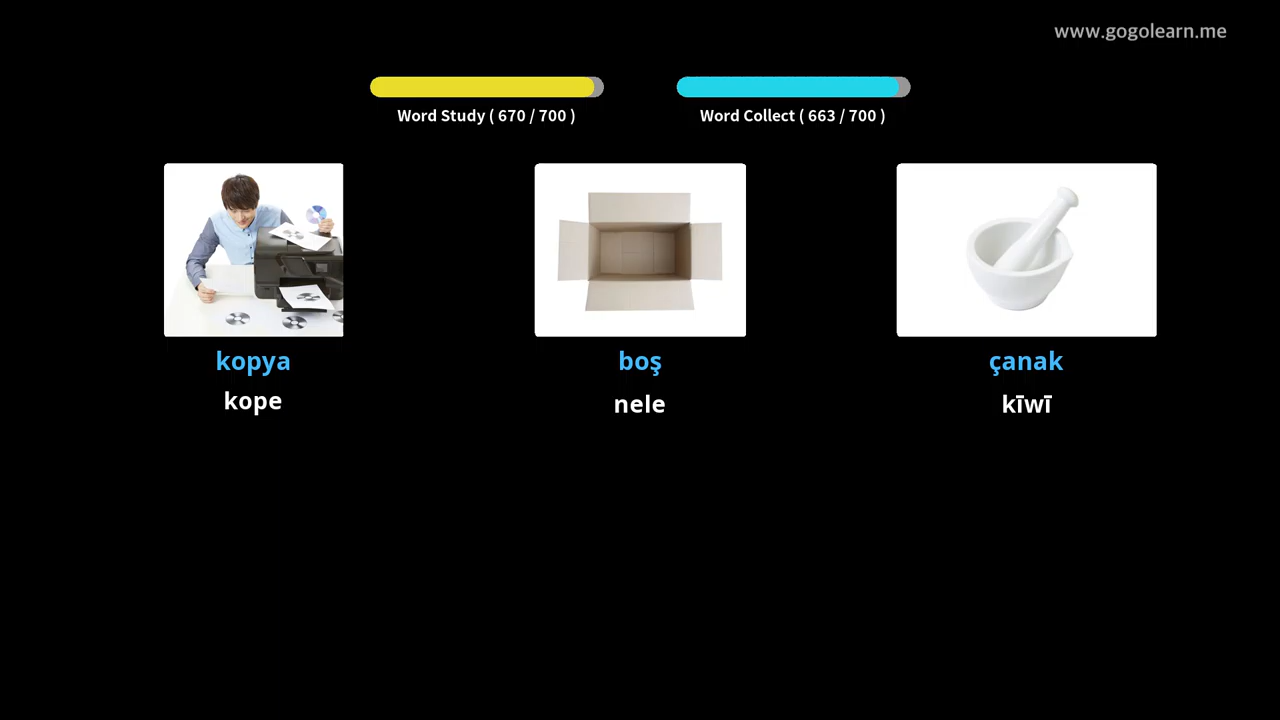 www.gogolearn.me
Word Study ( 670 / 700 )
Word Collect ( 663 / 700 )
kopya
boş
çanak
kope
nele
kīwī